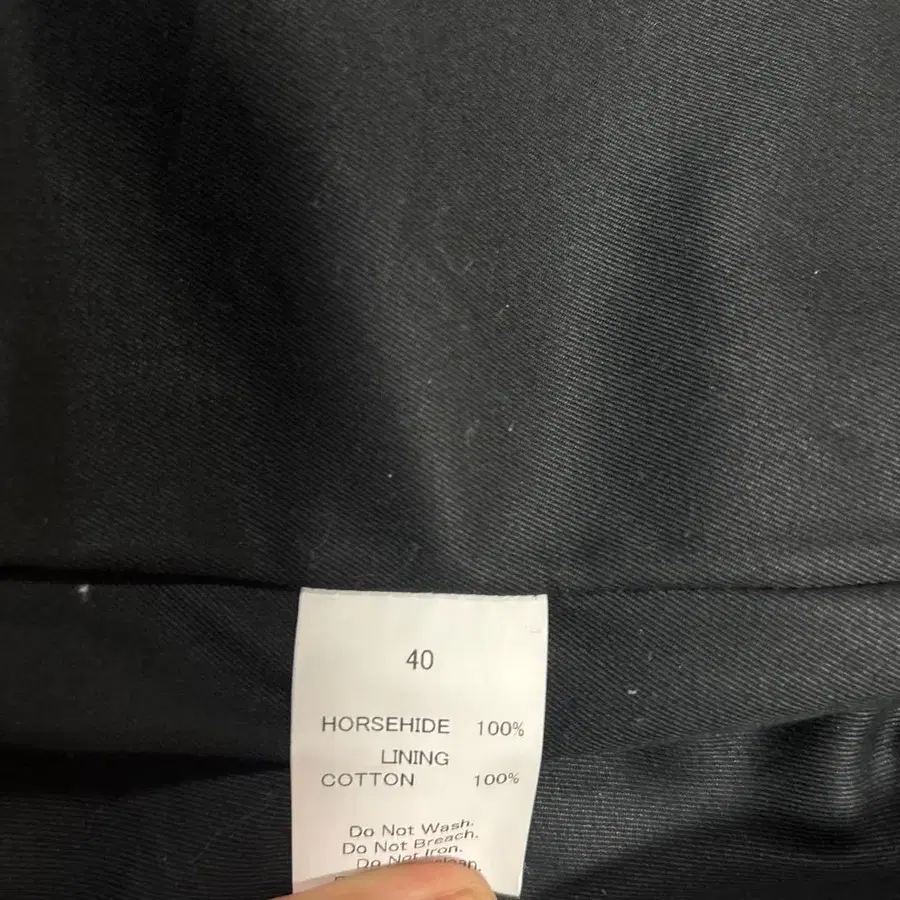 40
HORSEHIDE 100%
LINING
COTTON 100%
Do Not Wash.
Do Not Breach.
Do Not Iron.